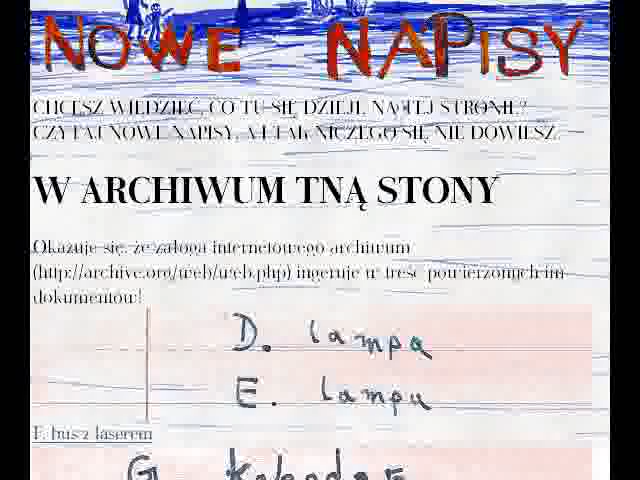 NOWE NAPISY
CHCESZ WIEDZIEĆ, CO TU SIĘ DZIEJE NA TEJ STRONIE?
CZYTAJ NOWE NAPISY, A I TAK NICZEGO SIĘ NIE DOWIESZ.
W ARCHIWUM TNĄ STONY
Okazuje się, że załoga internetowego archiwum
(http://archive.org/web/web.php) ingeruje w treść powierzonych im
dokumentów!
D. lampa
E. lampa
F. bus z laserem
G.